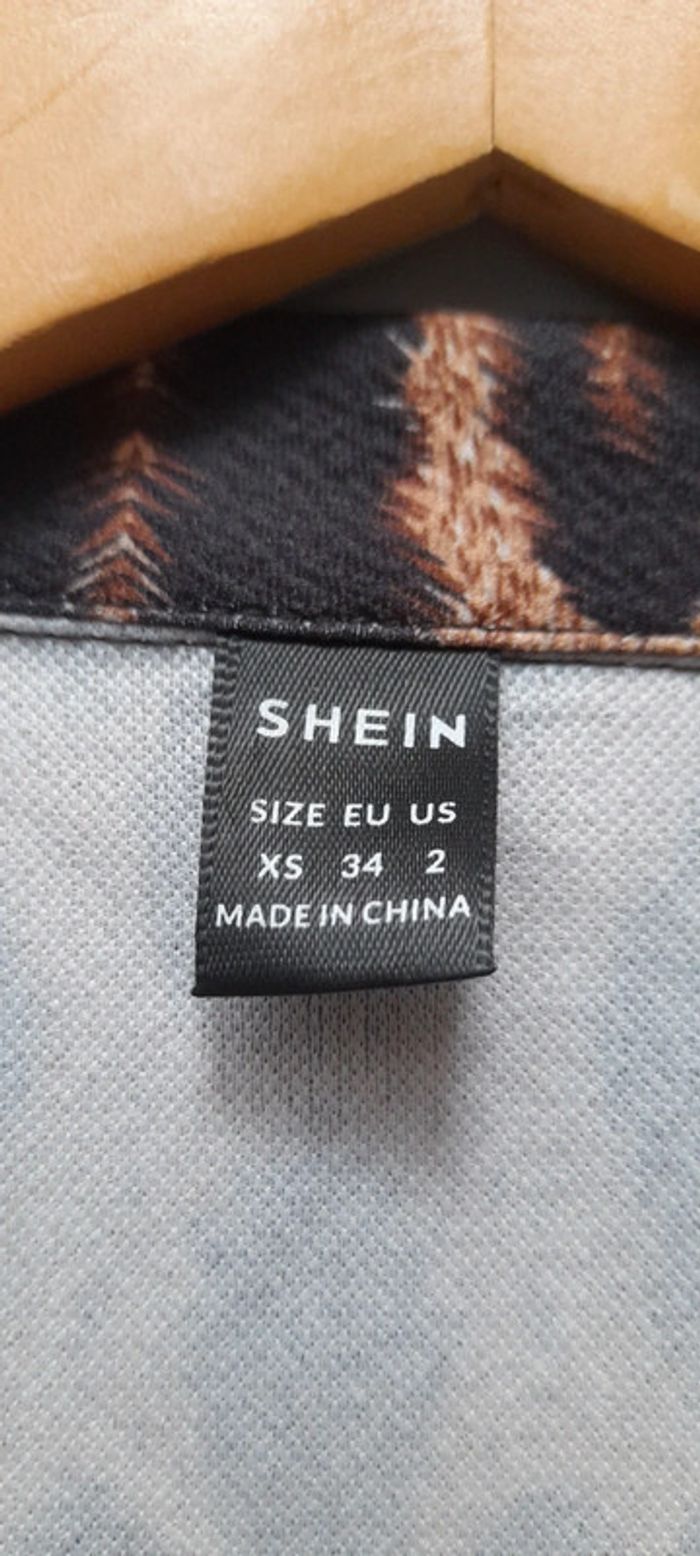 SHEIN
SIZE EU US
XS 34 2
MADE IN CHINA